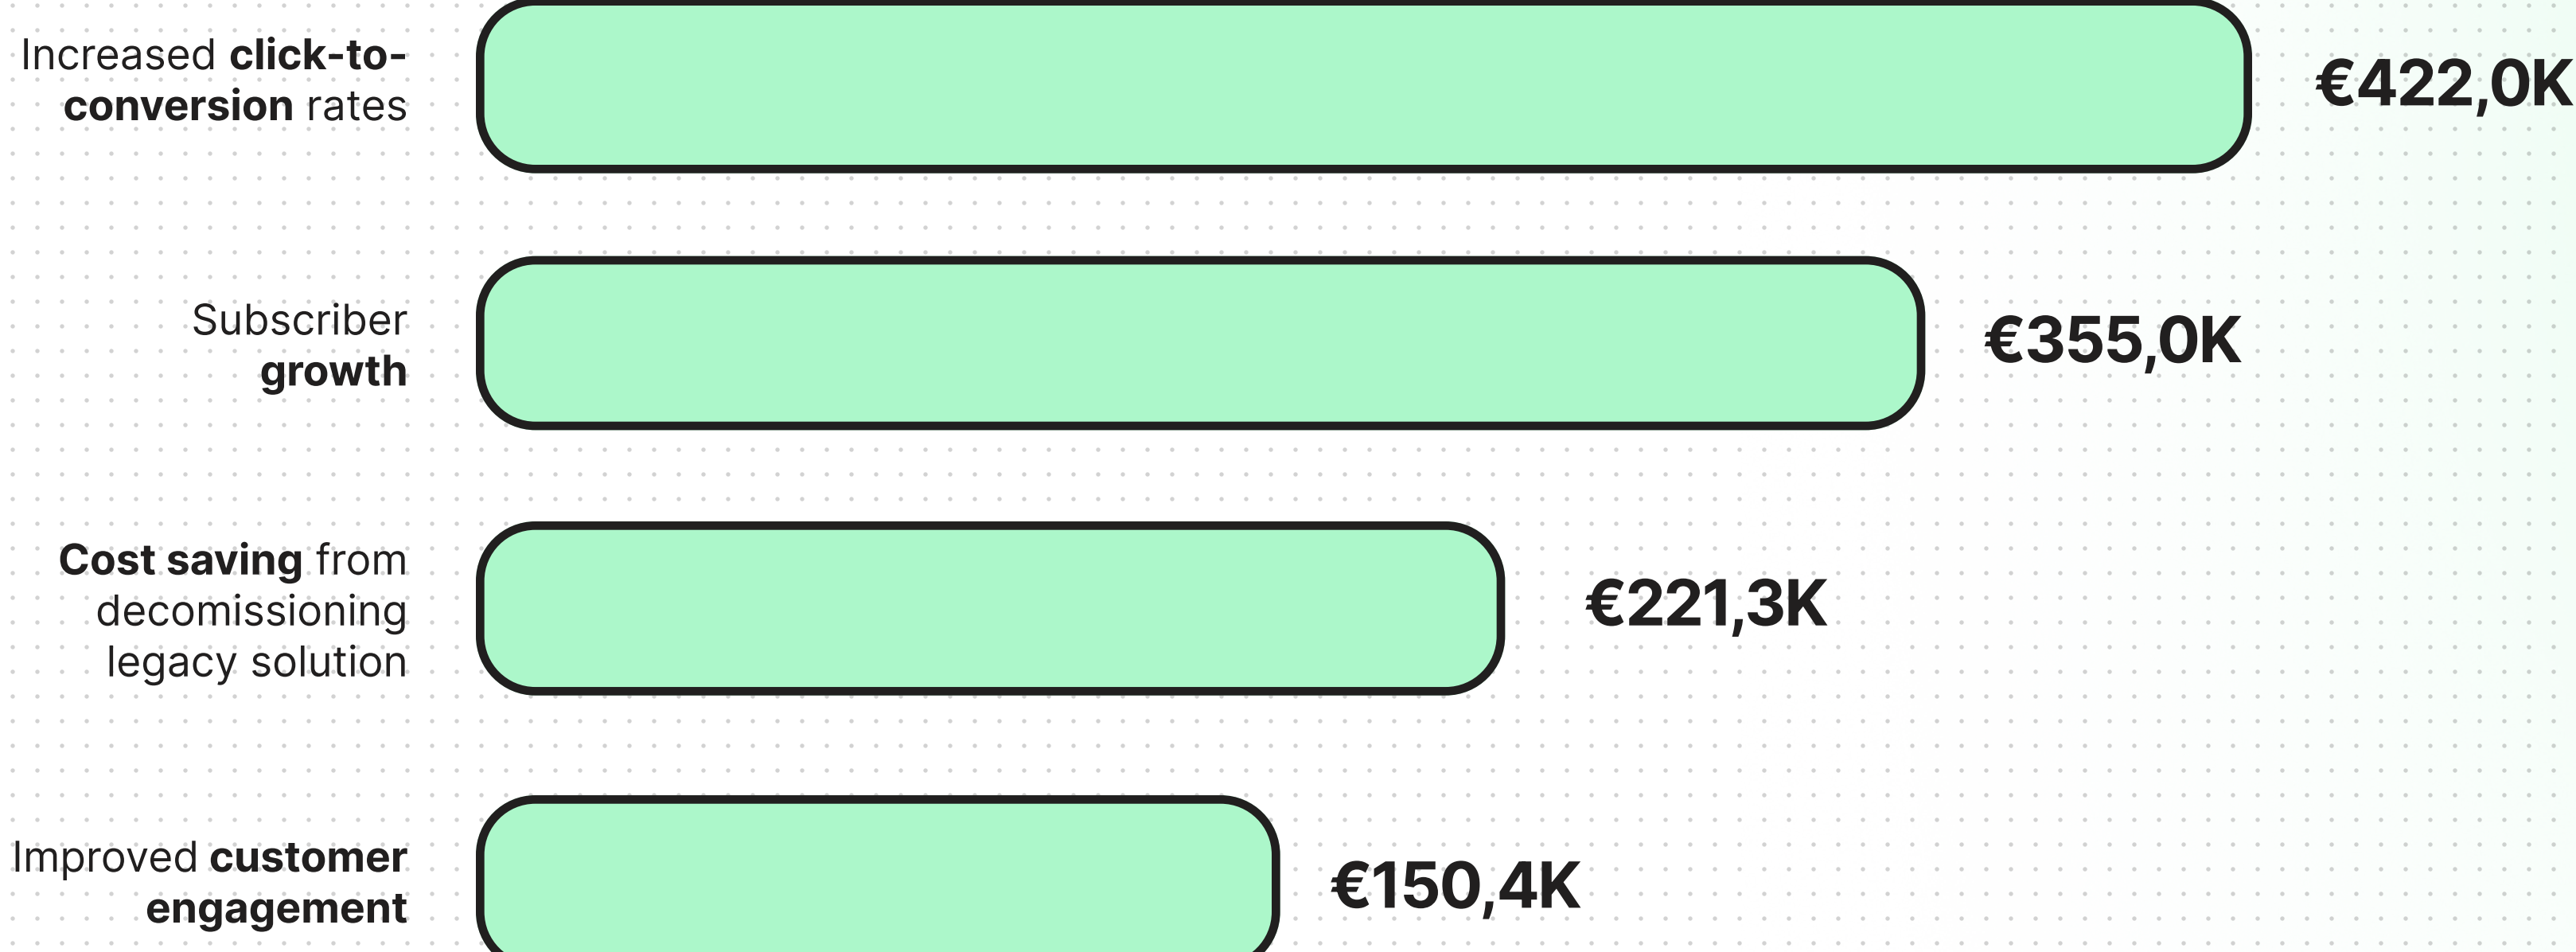 Increased click-to-
conversion rates
€422,0K
Subscriber
growth
€355,0K
Cost saving from
decomissioning
legacy solution
€221,3K
Improved customer
engagement
€150,4K